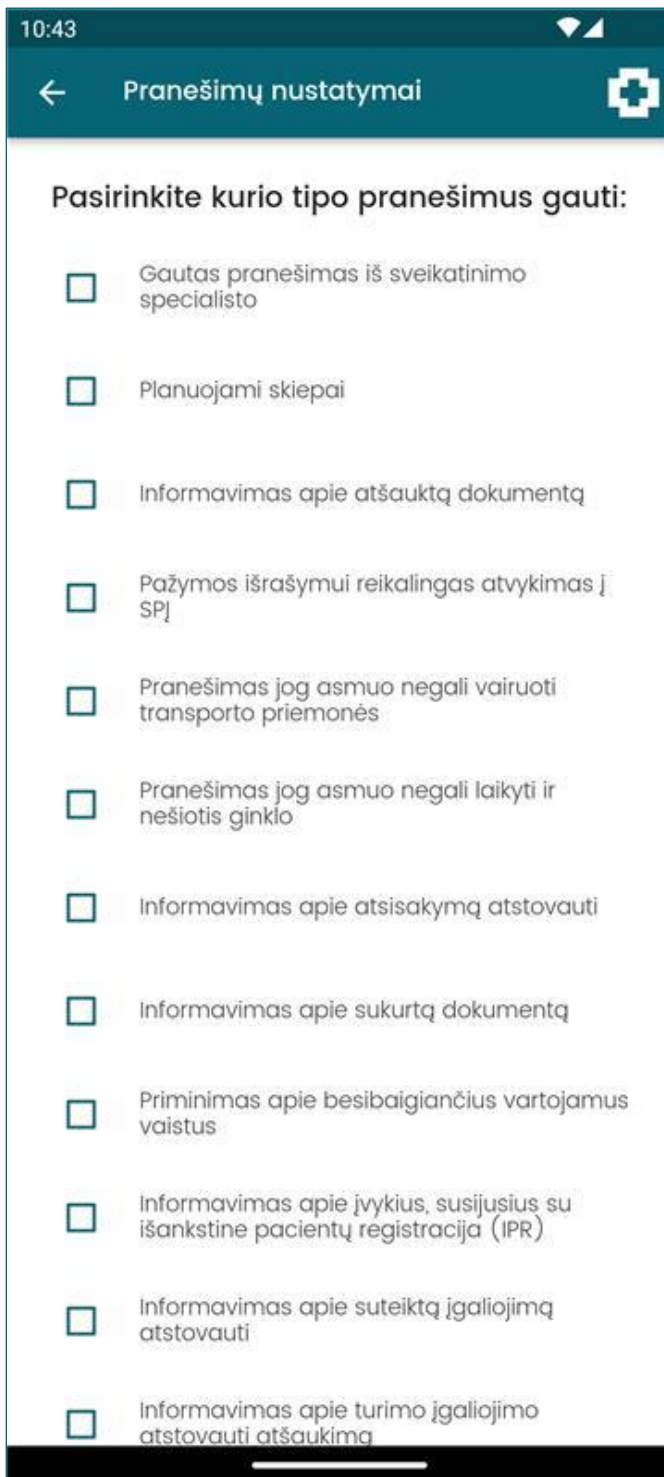 10:43
Pranešimų nustatymai
Pasirinkite kurio tipo pranešimus gauti:
Gautas pranešimas iš sveikatinimo
specialisto
Planuojami skiepai
Informavimas apie atšauktą dokumentą
Pažymos išrašymui reikalingas atvykimas į
SPĮ
Pranešimas jog asmuo negali vairuoti
transporto priemonės
Pranešimas jog asmuo negali laikyti ir
nešiotis ginklo
Informavimas apie atsisakymą atstovauti
Informavimas apie sukurtą dokumentą
Priminimas apie besibaigiančius vartojamus
vaistus
Informavimas apie įvykius, susijusius su
išankstine pacientų registracija (IPR)
Informavimas apie suteiktą įgaliojimą
atstovauti
Informavimas apie turimo įgaliojimo
atstovauti atšaukimą